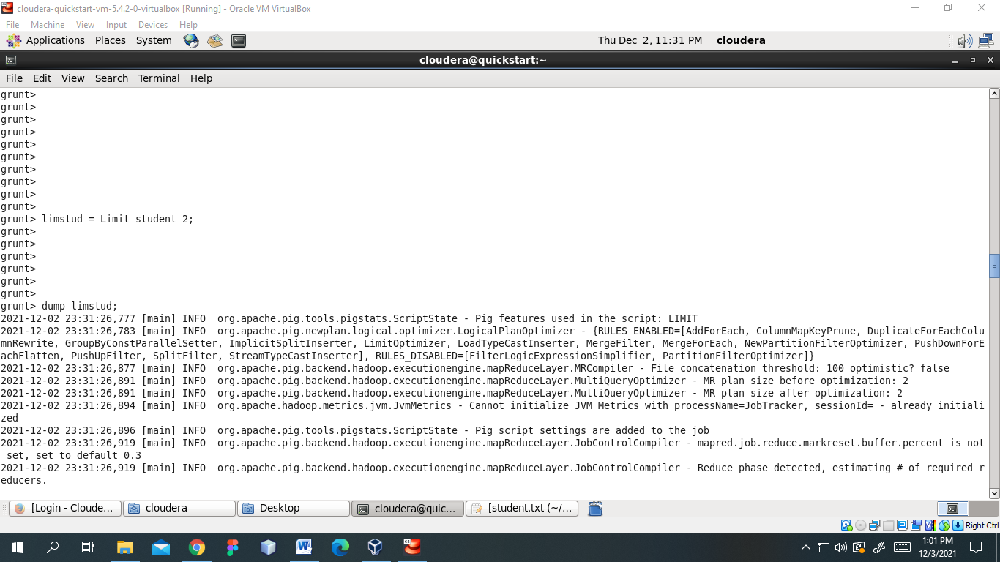 cloudera-quickstart-vm-5.4.2-0-virtualbox [Running] - Oracle VM VirtualBox
File Machine View Input Devices Help
Applications Places System Thu Dec 2, 11:31 PM cloudera
cloudera@quickstart:~
File Edit View Search Terminal Help
grunt>
grunt>
grunt>
grunt>
grunt>
grunt>
grunt>
grunt>
grunt>
grunt>
grunt> limstud = Limit student 2;
grunt>
grunt>
grunt>
grunt>
grunt>
grunt>
grunt> dump limstud;
2021-12-02 23:31:26,777 [main] INFO  org.apache.pig.tools.pigstats.ScriptState - Pig features used in the script: LIMIT
2021-12-02 23:31:26,783 [main] INFO  org.apache.pig.newplan.logical.optimizer.LogicalPlanOptimizer - {RULES_ENABLED=[AddForEach, ColumnMapKeyPrune, DuplicateForEachColu
mnRewrite, GroupByConstParallelSetter, ImplicitSplitInserter, LimitOptimizer, LoadTypeCastInserter, MergeFilter, MergeForEach, NewPartitionFilterOptimizer, PushDownForE
achFlatten, PushUpFilter, SplitFilter, StreamTypeCastInserter], RULES_DISABLED=[FilterLogicExpressionSimplifier, PartitionFilterOptimizer]}
2021-12-02 23:31:26,877 [main] INFO  org.apache.pig.backend.hadoop.executionengine.mapReduceLayer.MRCompiler - File concatenation threshold: 100 optimistic? false
2021-12-02 23:31:26,891 [main] INFO  org.apache.pig.backend.hadoop.executionengine.mapReduceLayer.MultiQueryOptimizer - MR plan size before optimization: 2
2021-12-02 23:31:26,891 [main] INFO  org.apache.pig.backend.hadoop.executionengine.mapReduceLayer.MultiQueryOptimizer - MR plan size after optimization: 2
2021-12-02 23:31:26,894 [main] INFO  org.apache.hadoop.metrics.jvm.JvmMetrics - Cannot initialize JVM Metrics with processName=JobTracker, sessionId= - already initiali
zed
2021-12-02 23:31:26,896 [main] INFO  org.apache.pig.tools.pigstats.ScriptState - Pig script settings are added to the job
2021-12-02 23:31:26,919 [main] INFO  org.apache.pig.backend.hadoop.executionengine.mapReduceLayer.JobControlCompiler - mapred.job.reduce.markreset.buffer.percent is not
 set, set to default 0.3
2021-12-02 23:31:26,919 [main] INFO  org.apache.pig.backend.hadoop.executionengine.mapReduceLayer.JobControlCompiler - Reduce phase detected, estimating # of required r
educers.
[Login - Cloude... cloudera Desktop cloudera@quic... [student.txt (~/...
Right Ctrl
1:01 PM
12/3/2021